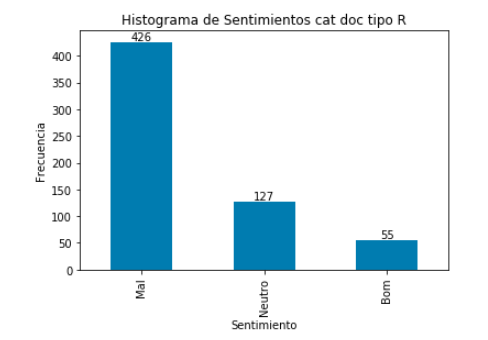 Histograma de Sentimientos cat doc tipo R
426
400
350
300
250
200
150
100
50
0
127
55
Frecuencia
Mal
Neutro
Bom
Sentimiento